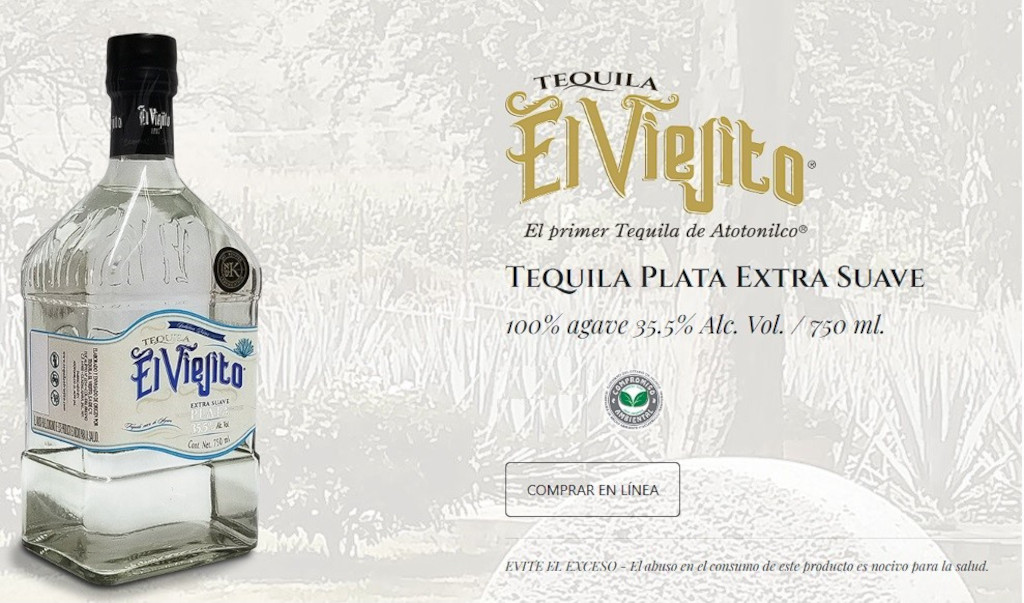 TEQUILA
El Viejito®
El primer Tequila de Atotonilco®
TEQUILA PLATA EXTRA SUAVE
100% agave 35.5% Alc. Vol. / 750 ml.
COMPROMISO
AMBIENTAL
COMPRAR EN LÍNEA
EVITE EL EXCESO - El abuso en el consumo de este producto es nocivo para la salud.
El Viejito
K
TEQUILA
El Viejito
EXTRA SUAVE
PLATA
35.5% Alc. Vol.
Cont. Net. 750 ml